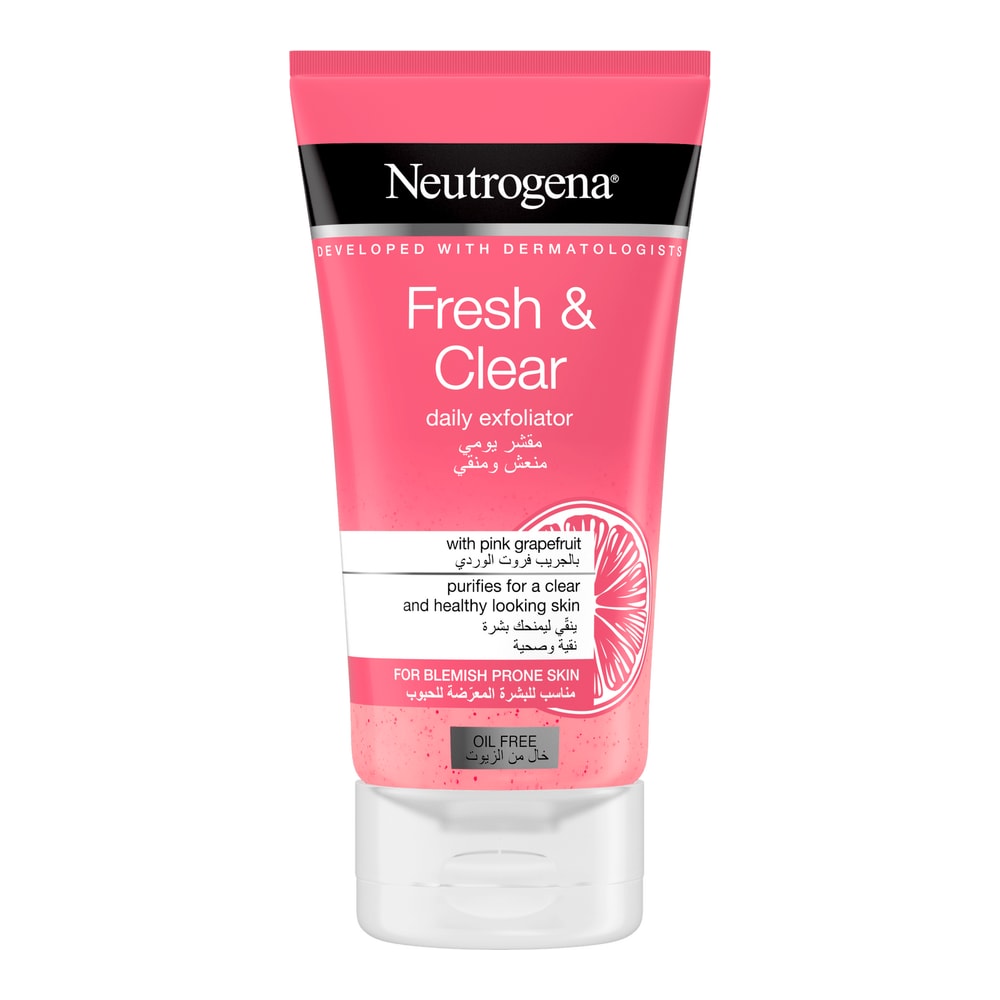 Neutrogena®
DEVELOPED WITH DERMATOLOGISTS
Fresh &
Clear
daily exfoliator
مقشر يومي
منعش ومنقي
with pink grapefruit
بالجريب فروت الوردي
purifies for a clear
and healthy looking skin
ينقّي ليمنحك بشرة
نقية وصحية
FOR BLEMISH PRONE SKIN
مناسب للبشرة المعرّضة للحبوب
OIL FREE
خال من الزيوت